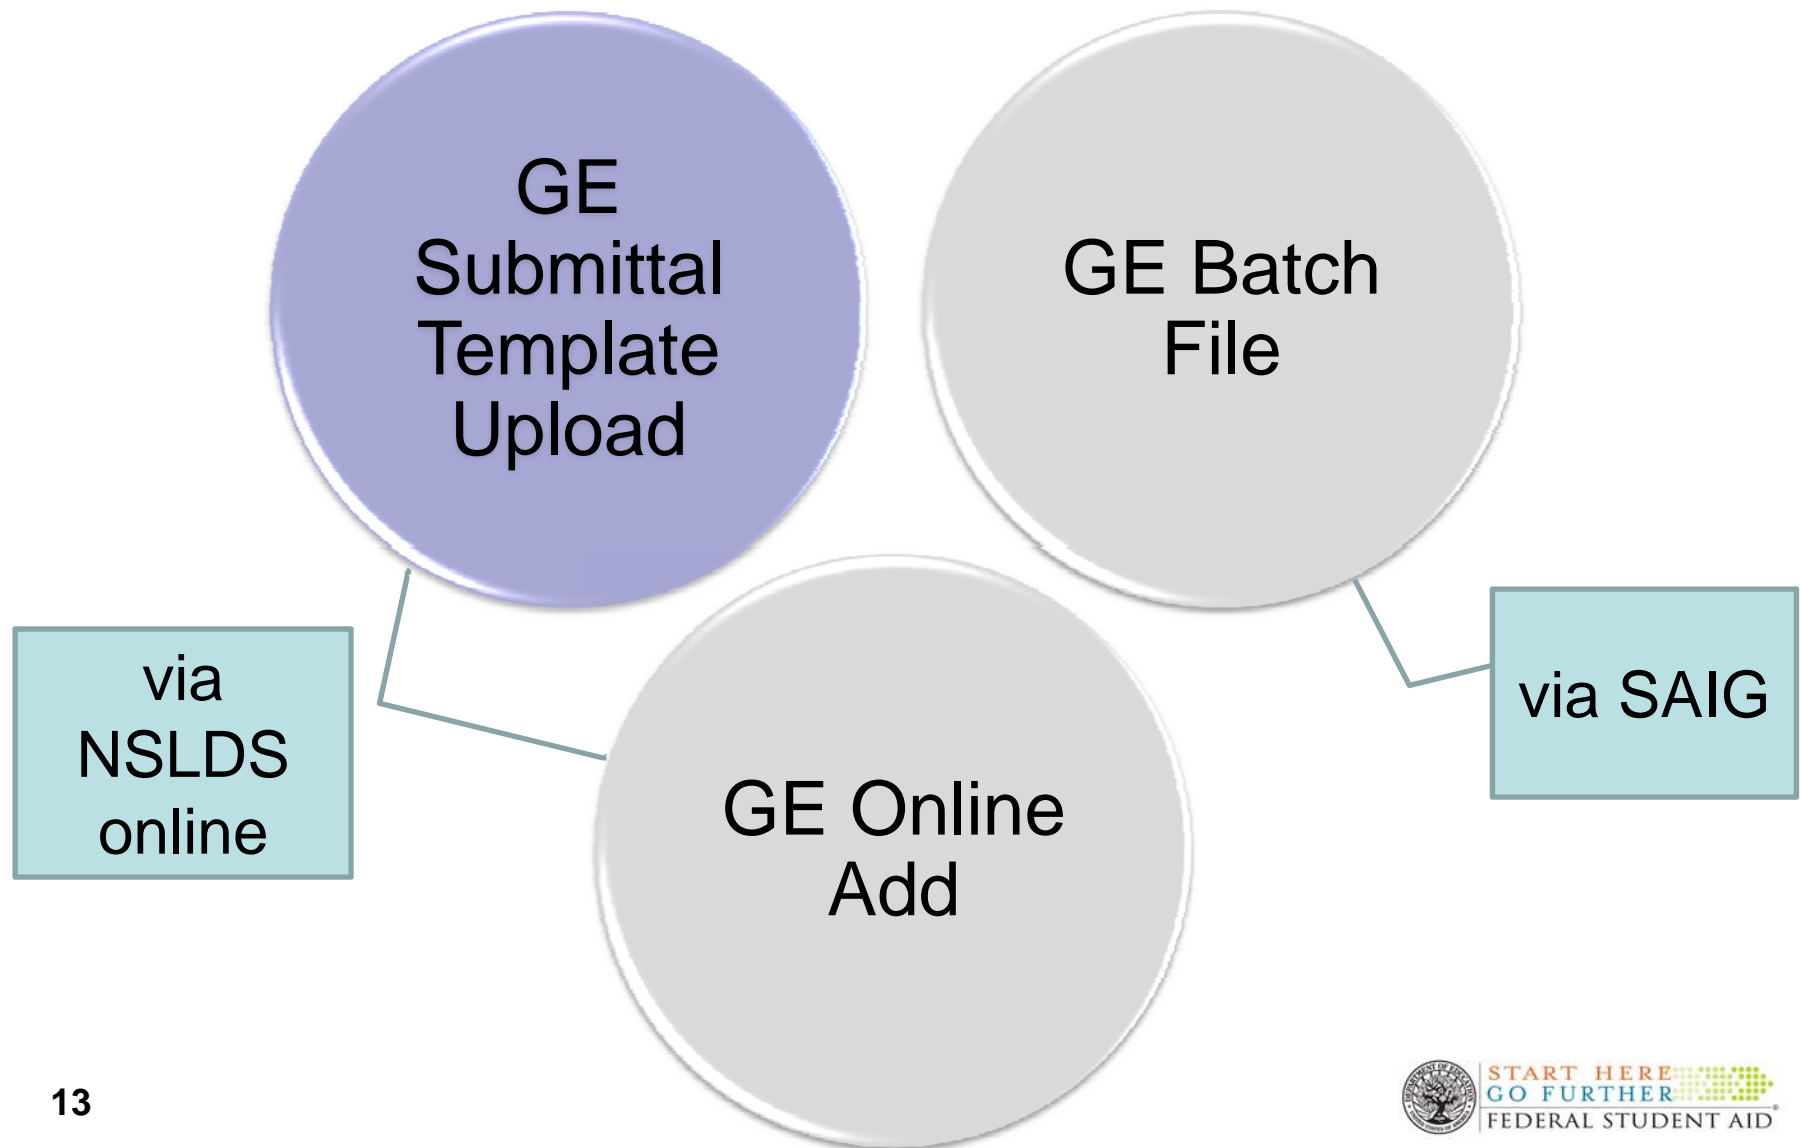 GE
Submittal
Template
Upload
GE Batch
File
via
NSLDS
online
via SAIG
GE Online
Add
13
START HERE
GO FURTHER
FEDERAL STUDENT AID